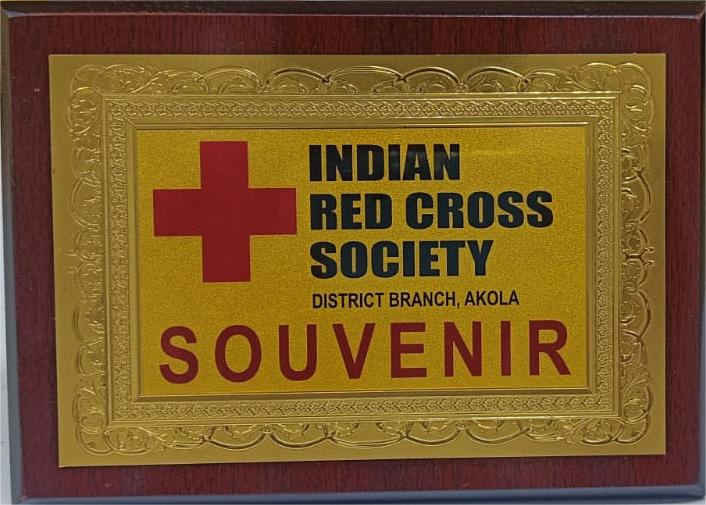 INDIAN
RED CROSS
SOCIETY
DISTRICT BRANCH, AKOLA
SOUVENIR